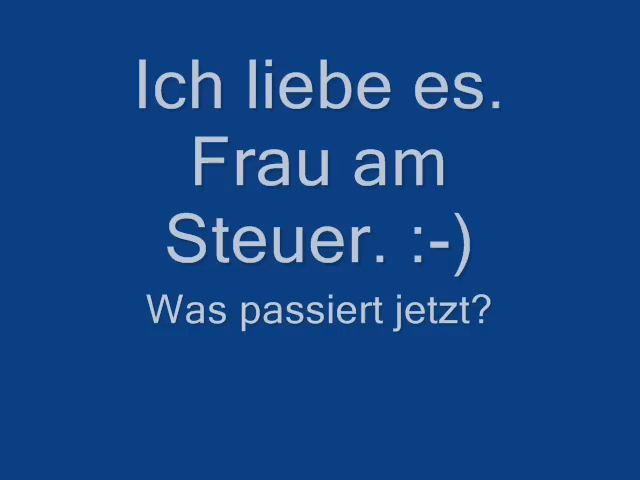 Ich liebe es.
Frau am
Steuer. :-)
Was passiert jetzt?